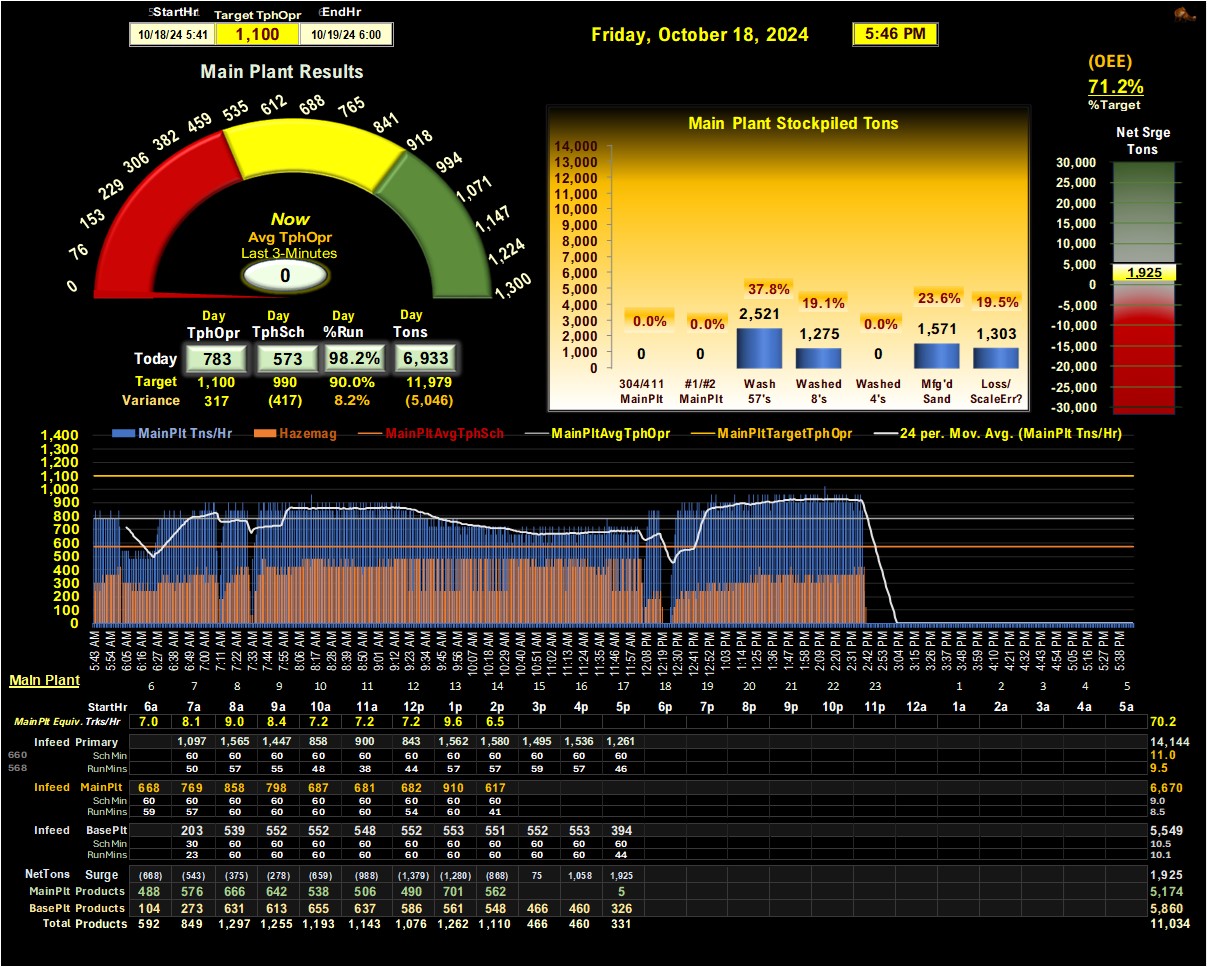 StartHr Target TphOpr EndHr
10/18/24 5:41 1,100 10/19/24 6:00
Friday, October 18, 2024 5:46 PM
(OEE)
71.2%
%Target
Main Plant Results
0 76 153 229 306 382 459 535 612 688 765 841 918 994 1,071 1,147 1,224 1,300
Now
Avg TphOpr
Last 3-Minutes
0
Day Day Day Day
TphOpr TphSch %Run Tons
Today 783 573 98.2% 6,933
Target 1,100 990 90.0% 11,979
Variance 317 (417) 8.2% (5,046)
Main Plant Stockpiled Tons
14,000
13,000
12,000
11,000
10,000
9,000
8,000
7,000
6,000
5,000
4,000
3,000
2,000
1,000
0
0.0% 0.0% 37.8% 19.1% 0.0% 23.6% 19.5%
0 0 2,521 1,275 0 1,571 1,303
304/411 #1/#2 Wash Washed Washed Mfg'd Loss/
MainPlt MainPlt 57's 8's 4's Sand ScaleErr?
Net Srge
Tons
30,000
25,000
20,000
15,000
10,000
5,000
1,925
0
-5,000
-10,000
-15,000
-20,000
-25,000
-30,000
MainPlt Tns/Hr Hazemag MainPltAvgTphSch MainPltAvgTphOpr MainPltTargetTphOpr 24 per. Mov. Avg. (MainPlt Tns/Hr)
1,400
1,300
1,200
1,100
1,000
900
800
700
600
500
400
300
200
100
0
5:43 AM 5:54 AM 6:05 AM 6:16 AM 6:27 AM 6:38 AM 6:49 AM 7:00 AM 7:11 AM 7:22 AM 7:33 AM 7:44 AM 7:55 AM 8:06 AM 8:17 AM 8:28 AM 8:39 AM 8:50 AM 9:01 AM 9:12 AM 9:23 AM 9:34 AM 9:45 AM 9:56 AM 10:07 AM 10:18 AM 10:29 AM 10:40 AM 10:51 AM 11:02 AM 11:13 AM 11:24 AM 11:35 AM 11:46 AM 11:57 AM 12:08 PM 12:19 PM 12:30 PM 12:41 PM 12:52 PM 1:03 PM 1:14 PM 1:25 PM 1:36 PM 1:47 PM 1:58 PM 2:09 PM 2:20 PM 2:31 PM 2:42 PM 2:53 PM 3:04 PM 3:15 PM 3:26 PM 3:37 PM 3:48 PM 3:59 PM 4:10 PM 4:21 PM 4:32 PM 4:43 PM 4:54 PM 5:05 PM 5:16 PM 5:27 PM 5:38 PM
Main Plant
6 7 8 9 10 11 12 13 14 15 16 17 18 19 20 21 22 23 1 2 3 4 5
StartHr 6a 7a 8a 9a 10a 11a 12p 1p 2p 3p 4p 5p 6p 7p 8p 9p 10p 11p 12a 1a 2a 3a 4a 5a
MainPlt Equiv. Trks/Hr 7.0 8.1 9.0 8.4 7.2 7.2 7.2 9.6 6.5 70.2
Infeed Primary 1,097 1,565 1,447 858 900 843 1,562 1,580 1,495 1,536 1,261 14,144
660 SchMin 60 60 60 60 60 60 60 60 60 60 60 11.0
568 RunMins 50 57 55 48 38 44 57 57 59 57 46 9.5
Infeed MainPlt 668 769 858 798 687 681 682 910 617 6,670
SchMin 60 60 60 60 60 60 60 60 60 9.0
RunMins 59 57 60 60 60 60 54 60 41 8.5
Infeed BasePlt 203 539 552 552 548 552 553 551 552 553 394 5,549
SchMin 30 60 60 60 60 60 60 60 60 60 60 10.5
RunMins 23 60 60 60 60 60 60 60 60 60 44 10.1
NetTons Surge (668) (543) (375) (278) (659) (988) (1,379) (1,280) (868) 75 1,058 1,925 1,925
MainPlt Products 488 576 666 642 538 506 490 701 562 5 5,174
BasePlt Products 104 273 631 613 655 637 586 561 548 466 460 326 5,860
Total Products 592 849 1,297 1,255 1,193 1,143 1,076 1,262 1,110 466 460 331 11,034